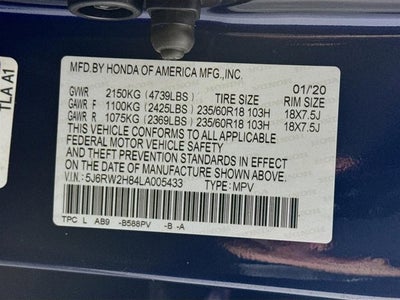 TLA A1
MFD.BY HONDA OF AMERICA MFG.,INC.
01/'20
GVWR 2150KG (4739LBS) TIRE SIZE RIM SIZE
GAWR F 1100KG (2425LBS) 235/60R18 103H 18X7.5J
GAWR R 1075KG (2369LBS) 235/60R18 103H 18X7.5J
THIS VEHICLE CONFORMS TO ALL APPLICABLE
FEDERAL MOTOR VEHICLE SAFETY
AND THEFT PREVENTION STANDARDS IN EFFECT
ON THE DATE OF MANUFACTURE SHOWN ABOVE.
V.I.N.: 5J6RW2H84LA005433 TYPE: MPV
TPC L AB9 -B588PV -B -A